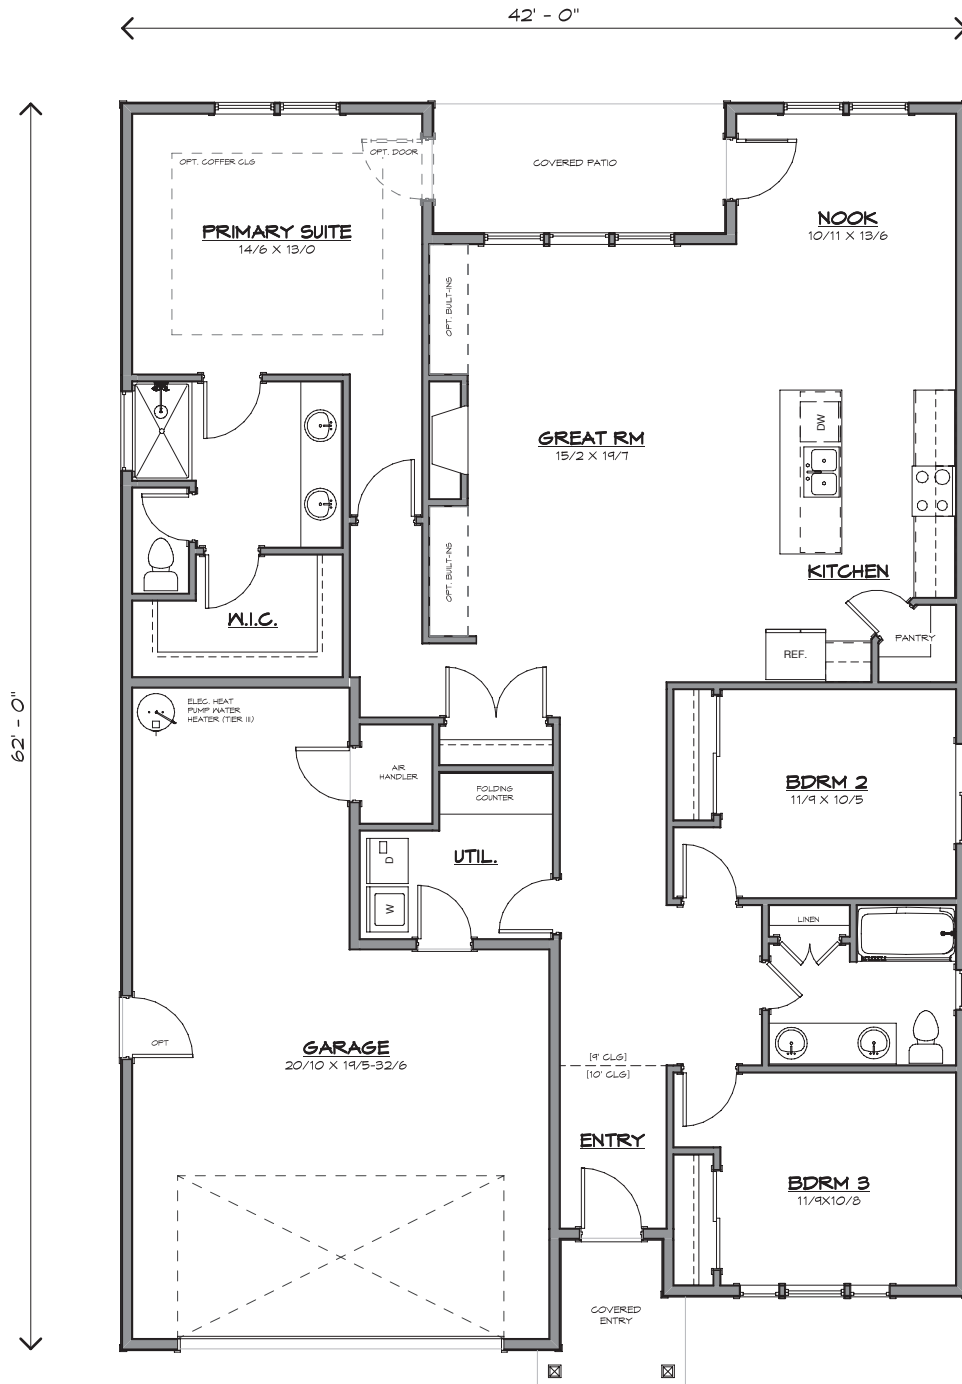 42' - 0"
OPT. DOOR
OPT. COFFER CLG
COVERED PATIO
PRIMARY SUITE
14/6 X 13/0
NOOK
10/11 X 13/6
OPT. BUILT-INS
DW
GREAT RM
15/2 X 19/7
OPT. BUILT-INS
KITCHEN
W.I.C.
PANTRY
REF.
62' - 0"
ELEC. HEAT
PUMP WATER
HEATER (TIER III)
AIR
HANDLER
BDRM 2
11/9 X 10/5
FOLDING
COUNTER
UTIL.
D
W
LINEN
OPT
GARAGE
20/10 X 19/5-32/6
[9' CLG]
[10' CLG]
ENTRY
BDRM 3
11/9X10/8
COVERED
ENTRY